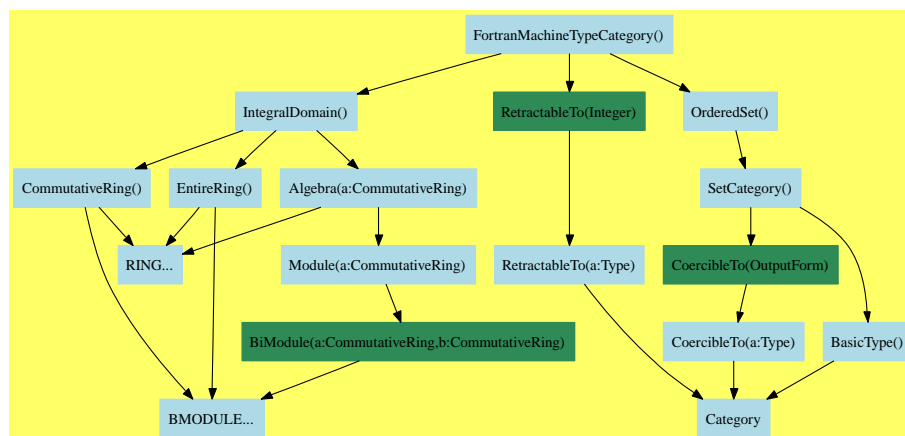 FortranMachineTypeCategory()
IntegralDomain()
RetractableTo(Integer)
OrderedSet()
CommutativeRing()
EntireRing()
Algebra(a:CommutativeRing)
SetCategory()
RING...
Module(a:CommutativeRing)
RetractableTo(a:Type)
CoercibleTo(OutputForm)
BiModule(a:CommutativeRing,b:CommutativeRing)
CoercibleTo(a:Type)
BasicType()
BMODULE...
Category